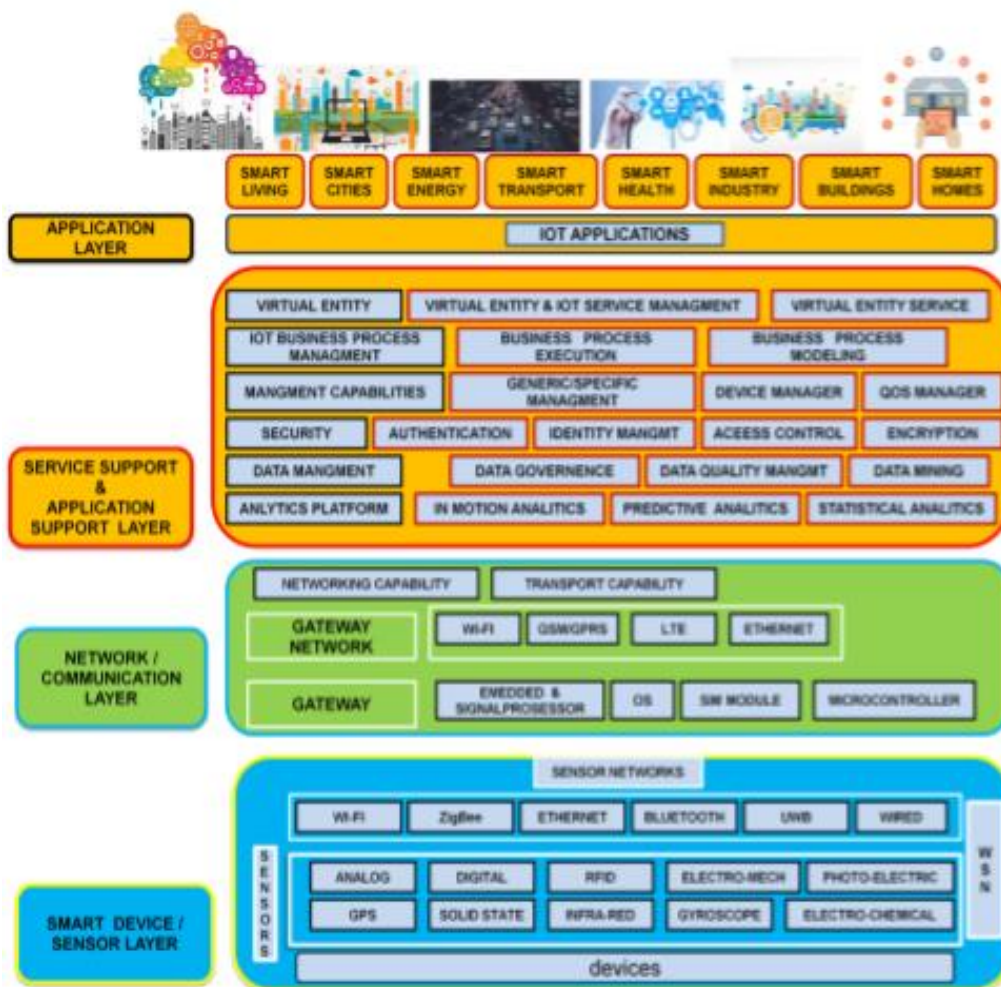 SMART LIVING
SMART CITIES
SMART ENERGY
SMART TRANSPORT
SMART HEALTH
SMART INDUSTRY
SMART BUILDINGS
SMART HOMES
APPLICATION LAYER
IOT APPLICATIONS
SERVICE SUPPORT & APPLICATION SUPPORT LAYER
VIRTUAL ENTITY
VIRTUAL ENTITY & IOT SERVICE MANAGMENT
VIRTUAL ENTITY SERVICE
IOT BUSINESS PROCESS MANAGMENT
BUSINESS PROCESS EXECUTION
BUSINESS PROCESS MODELING
MANGMENT CAPABILITIES
GENERIC/SPECIFIC MANAGMENT
DEVICE MANAGER
QOS MANAGER
SECURITY
AUTHENTICATION
IDENTITY MANGMT
ACEESS CONTROL
ENCRYPTION
DATA MANGMENT
DATA GOVERNENCE
DATA QUALITY MANGMT
DATA MINING
ANLYTICS PLATFORM
IN MOTION ANALITICS
PREDICTIVE ANALITICS
STATISTICAL ANALITICS
NETWORK / COMMUNICATION LAYER
NETWORKING CAPABILITY
TRANSPORT CAPABILITY
GATEWAY NETWORK
WI-FI
GSM/GPRS
LTE
ETHERNET
GATEWAY
EMEDDED & SIGNALPROSESSOR
OS
SIM MODULE
MICROCONTROLLER
SMART DEVICE / SENSOR LAYER
SENSOR NETWORKS
WI-FI
ZigBee
ETHERNET
BLUETOOTH
UWB
WIRED
WSN
SENSORS
ANALOG
DIGITAL
RFID
ELECTRO-MECH
PHOTO-ELECTRIC
GPS
SOLID STATE
INFRA-RED
GYROSCOPE
ELECTRO-CHEMICAL
devices